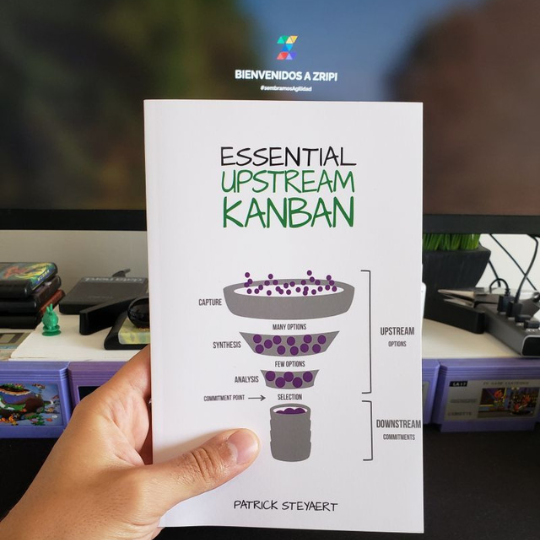 BIENVENIDOS A ZRIPI
#sembramosAgilidad
ESSENTIAL
UPSTREAM
KANBAN
CAPTURE
MANY OPTIONS
SYNTHESIS
FEW OPTIONS
ANALYSIS
COMMITMENT POINT
SELECTION
UPSTREAM
OPTIONS
DOWNSTREAM
COMMITMENTS
PATRICK STEYAERT